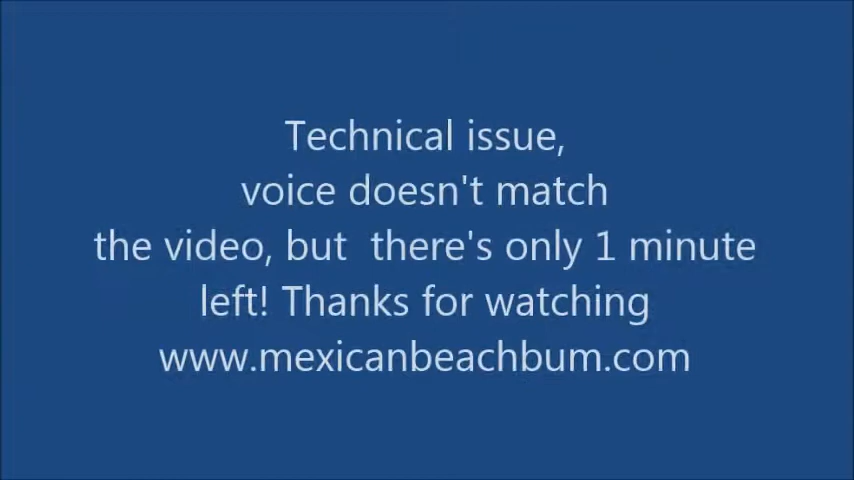 Technical issue,
voice doesn't match
the video, but  there's only 1 minute
left! Thanks for watching
www.mexicanbeachbum.com